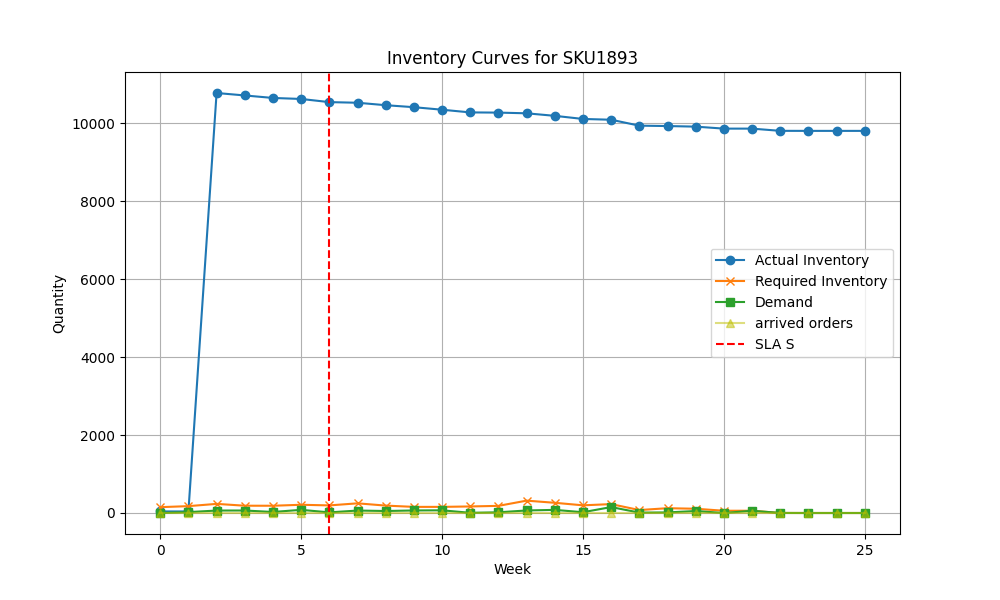 Inventory Curves for SKU1893
Quantity
10000
8000
6000
4000
2000
0
Actual Inventory
Required Inventory
Demand
arrived orders
SLA S
0 5 10 15 20 25
Week